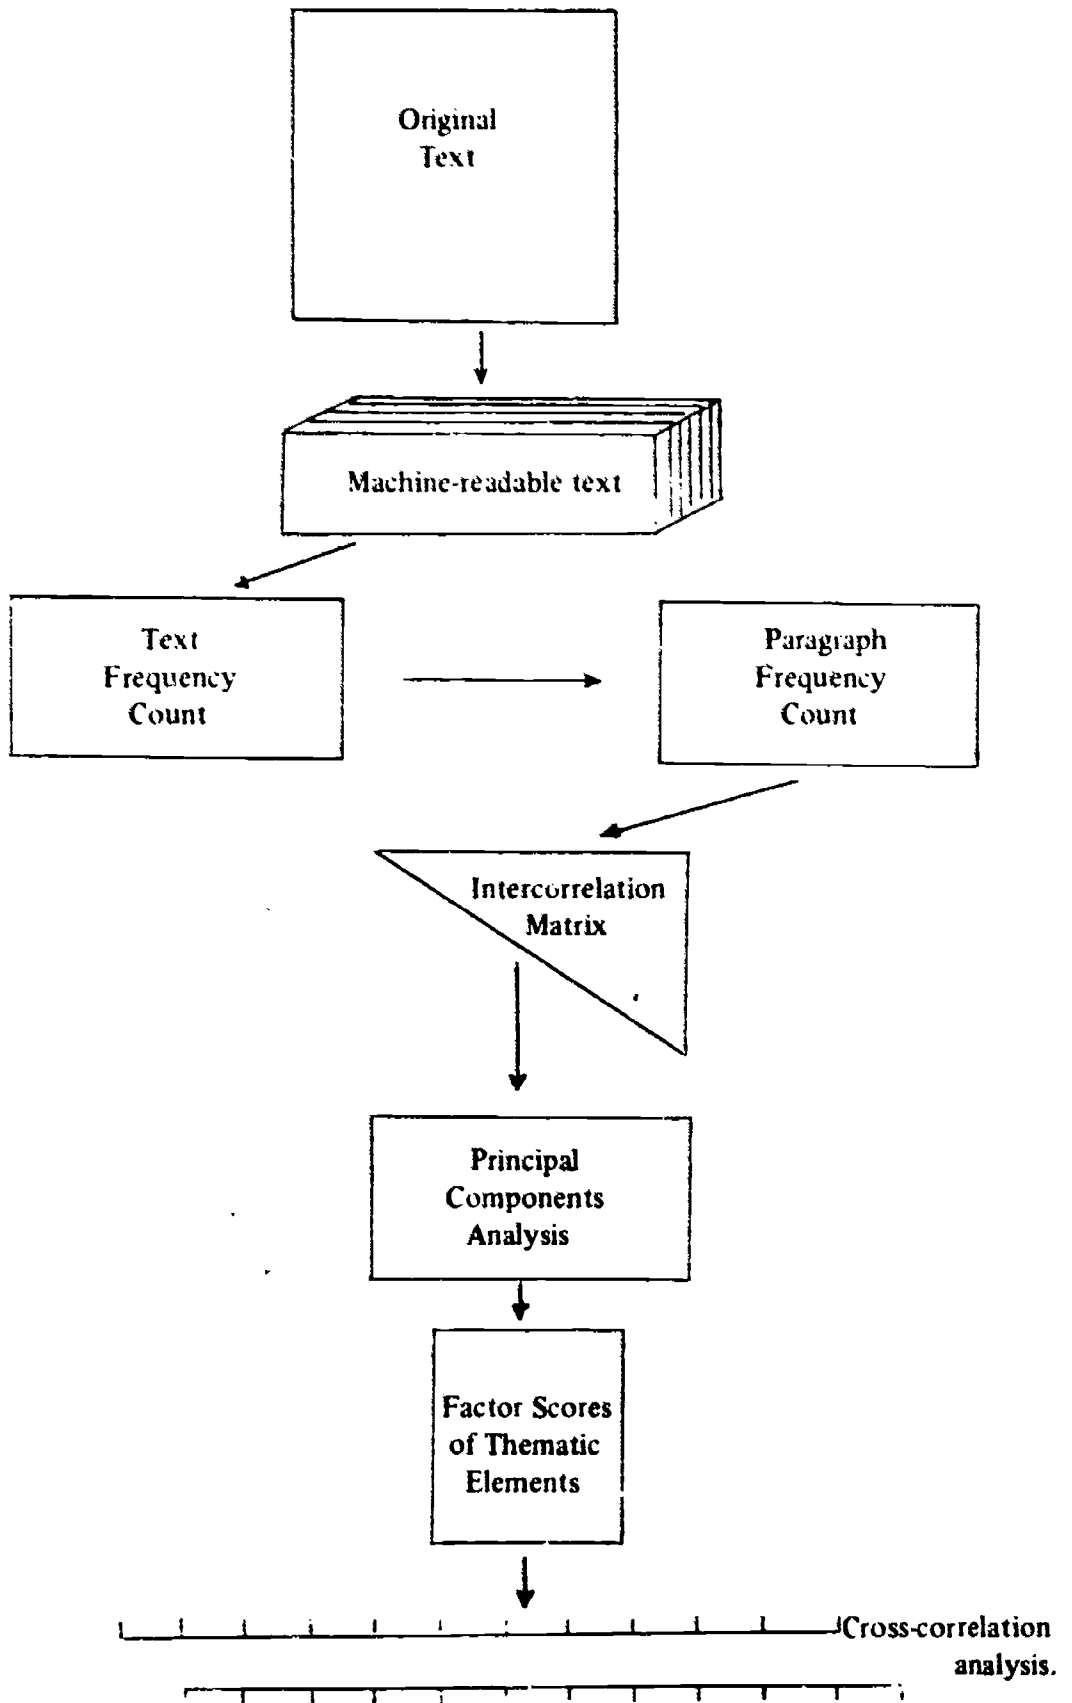 Original
Text
Machine-readable text
Text
Frequency
Count
Paragraph
Frequency
Count
Intercorrelation
Matrix
Principal
Components
Analysis
Factor Scores
of Thematic
Elements
Cross-correlation
analysis.